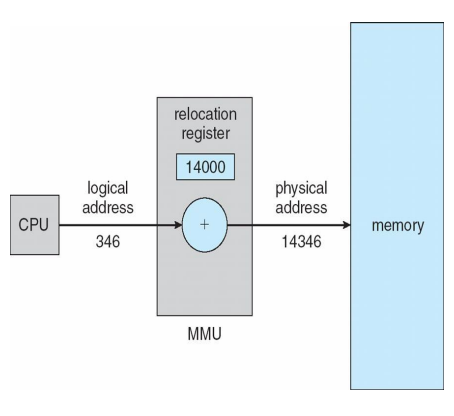 relocation
register
14000
logical
address
346
CPU
+
physical
address
14346
memory
MMU